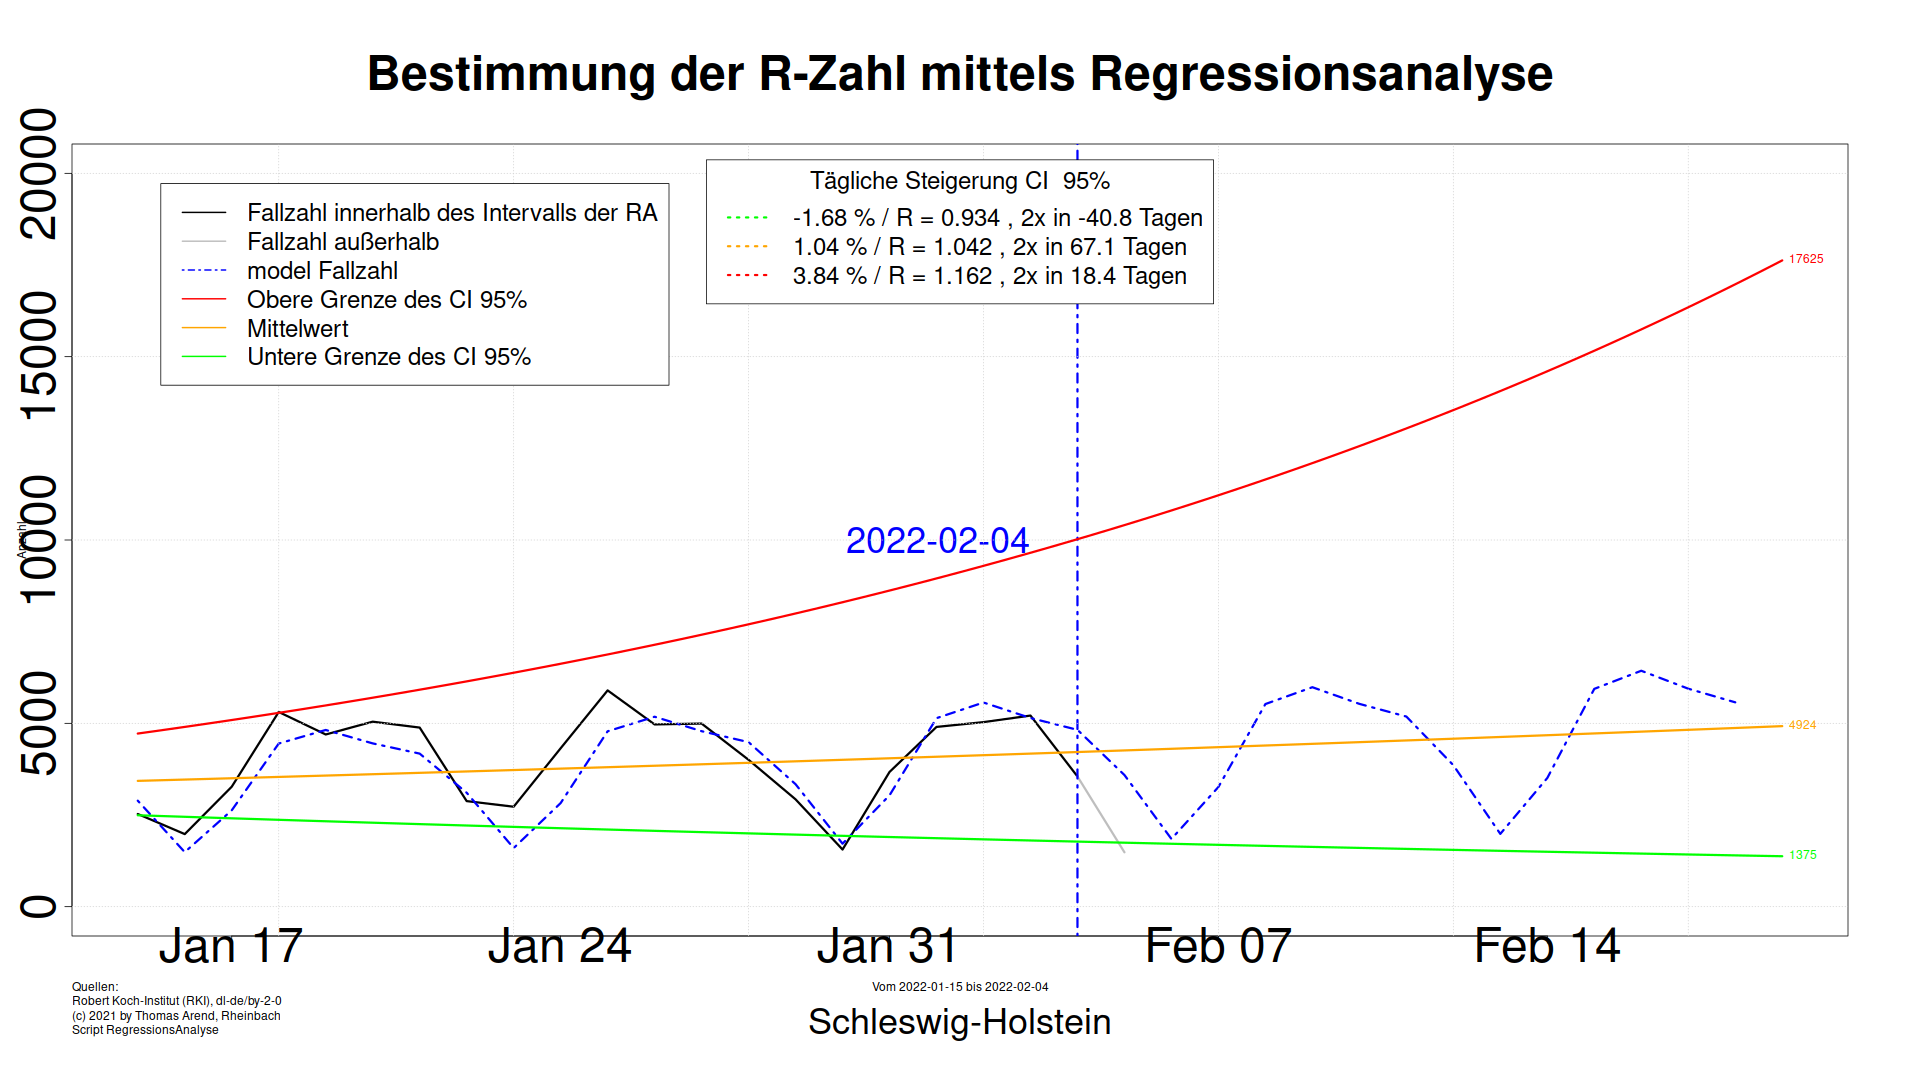 Bestimmung der R-Zahl mittels Regressionsanalyse
Anzahl
20000
15000
10000
5000
0
Fallzahl innerhalb des Intervalls der RA
Fallzahl außerhalb
model Fallzahl
Obere Grenze des CI 95%
Mittelwert
Untere Grenze des CI 95%
Tägliche Steigerung CI  95%
-1.68 % / R = 0.934 , 2x in -40.8 Tagen
1.04 % / R = 1.042 , 2x in 67.1 Tagen
3.84 % / R = 1.162 , 2x in 18.4 Tagen
17625
2022-02-04
4924
1375
Jan 17 Jan 24 Jan 31 Feb 07 Feb 14
Quellen:
Robert Koch-Institut (RKI), dl-de/by-2-0
(c) 2021 by Thomas Arend, Rheinbach
Script RegressionsAnalyse
Vom 2022-01-15 bis 2022-02-04
Schleswig-Holstein